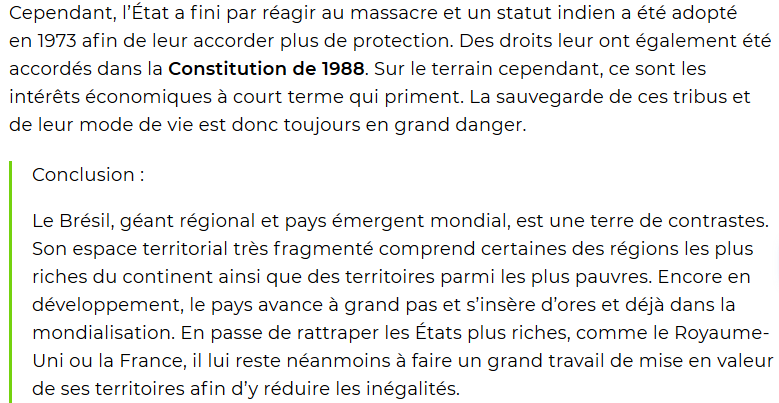 Cependant, l'État a fini par réagir au massacre et un statut indien a été adopté
en 1973 afin de leur accorder plus de protection. Des droits leur ont également été
accordés dans la Constitution de 1988. Sur le terrain cependant, ce sont les
intérêts économiques à court terme qui priment. La sauvegarde de ces tribus et
de leur mode de vie est donc toujours en grand danger.
Conclusion :
Le Brésil, géant régional et pays émergent mondial, est une terre de contrastes.
Son espace territorial très fragmenté comprend certaines des régions les plus
riches du continent ainsi que des territoires parmi les plus pauvres. Encore en
développement, le pays avance à grand pas et s'insère d'ores et déjà dans la
mondialisation. En passe de rattraper les États plus riches, comme le Royaume-
Uni ou la France, il lui reste néanmoins à faire un grand travail de mise en valeur
de ses territoires afin d'y réduire les inégalités.